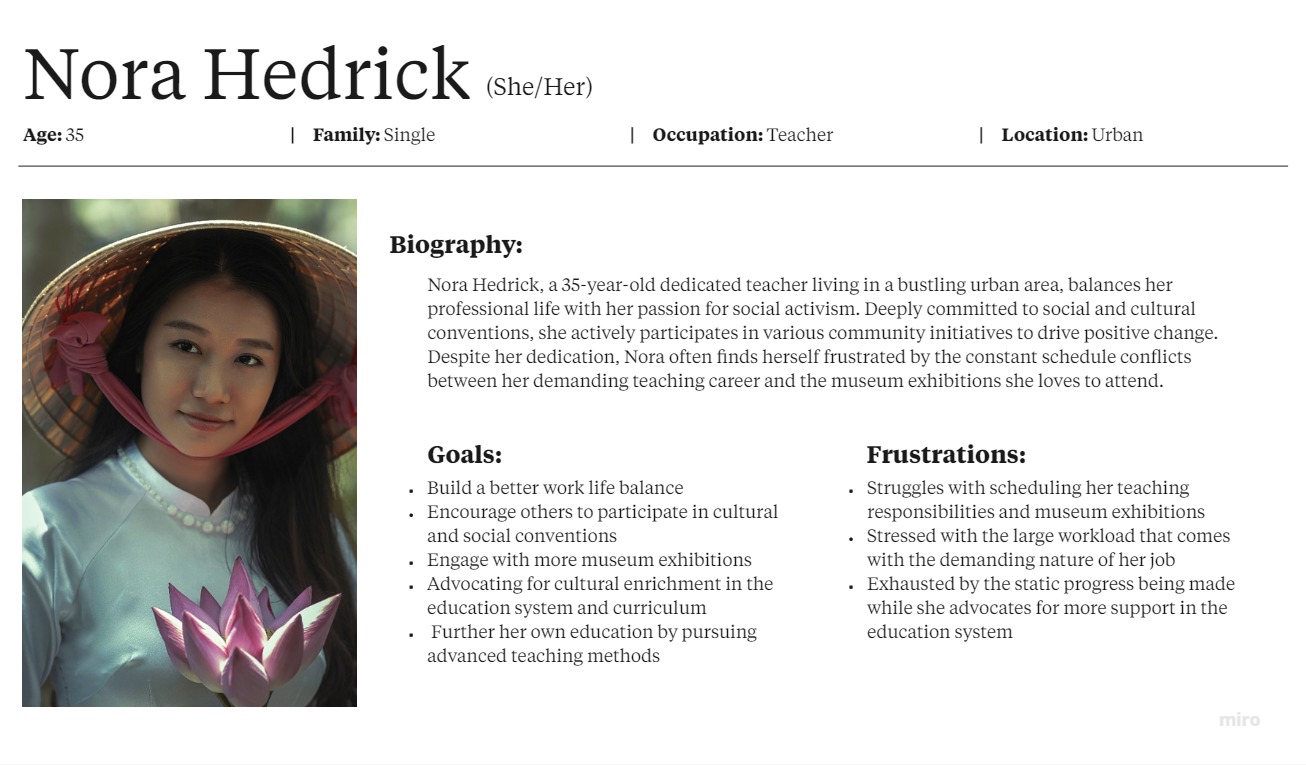 Nora Hedrick (She/Her)
Age: 35 | Family: Single | Occupation: Teacher | Location: Urban
Biography:
Nora Hedrick, a 35-year-old dedicated teacher living in a bustling urban area, balances her
professional life with her passion for social activism. Deeply committed to social and cultural
conventions, she actively participates in various community initiatives to drive positive change.
Despite her dedication, Nora often finds herself frustrated by the constant schedule conflicts
between her demanding teaching career and the museum exhibitions she loves to attend.
Goals:
• Build a better work life balance
• Encourage others to participate in cultural
and social conventions
• Engage with more museum exhibitions
• Advocating for cultural enrichment in the
education system and curriculum
• Further her own education by pursuing
advanced teaching methods
Frustrations:
• Struggles with scheduling her teaching
responsibilities and museum exhibitions
• Stressed with the large workload that comes
with the demanding nature of her job
• Exhausted by the static progress being made
while she advocates for more support in the
education system
miro